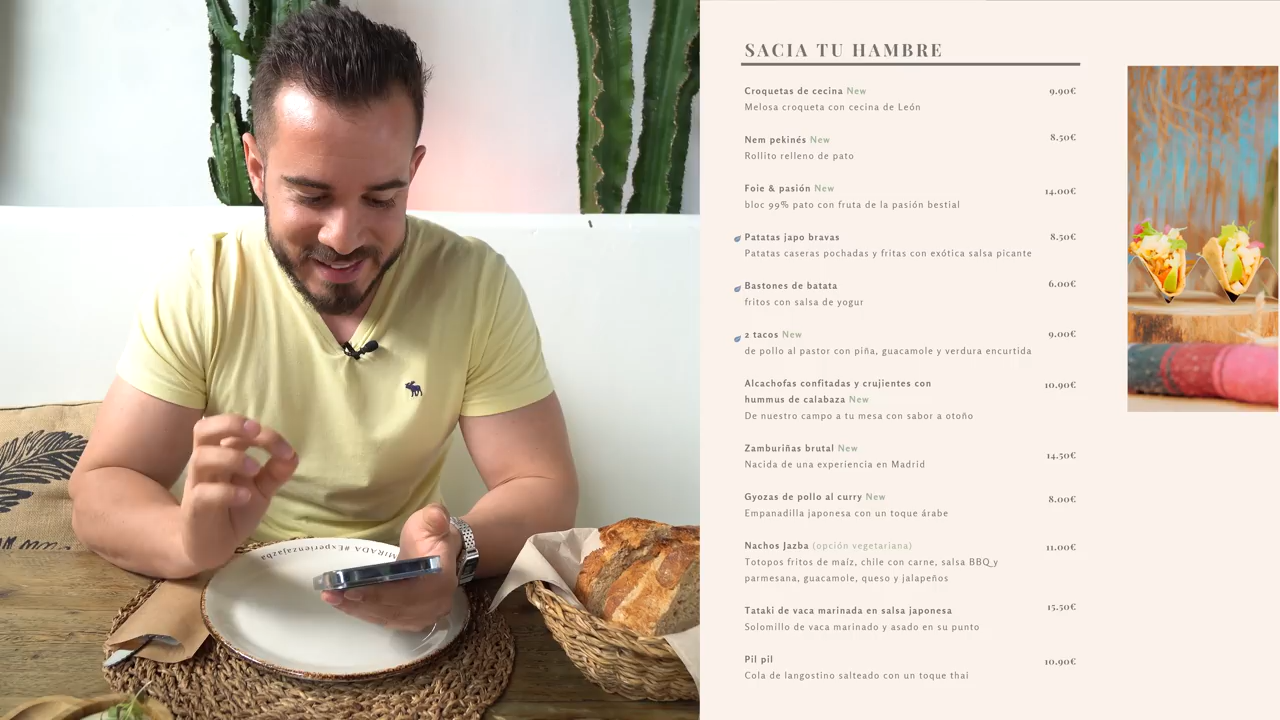 MIRADA #Experienzajazba
SACIA TU HAMBRE
Croquetas de cecina New 9.90€
Melosa croqueta con cecina de León
Nem pekinés New 8.50€
Rollito relleno de pato
Foie & pasión New 14.00€
bloc 99% pato con fruta de la pasión bestial
Patatas japo bravas 8.50€
Patatas caseras pochadas y fritas con exótica salsa picante
Bastones de batata 6.00€
fritos con salsa de yogur
2 tacos New 9.00€
de pollo al pastor con piña, guacamole y verdura encurtida
Alcachofas confitadas y crujientes con 10.90€
hummus de calabaza New
De nuestro campo a tu mesa con sabor a otoño
Zamburiñas brutal New 14.50€
Nacida de una experiencia en Madrid
Gyozas de pollo al curry New 8.00€
Empanadilla japonesa con un toque árabe
Nachos Jazba (opción vegetariana) 11.00€
Totopos fritos de maíz, chile con carne, salsa BBQ y
parmesana, guacamole, queso y jalapeños
Tataki de vaca marinada en salsa japonesa 15.50€
Solomillo de vaca marinado y asado en su punto
Pil pil 10.90€
Cola de langostino salteado con un toque thai